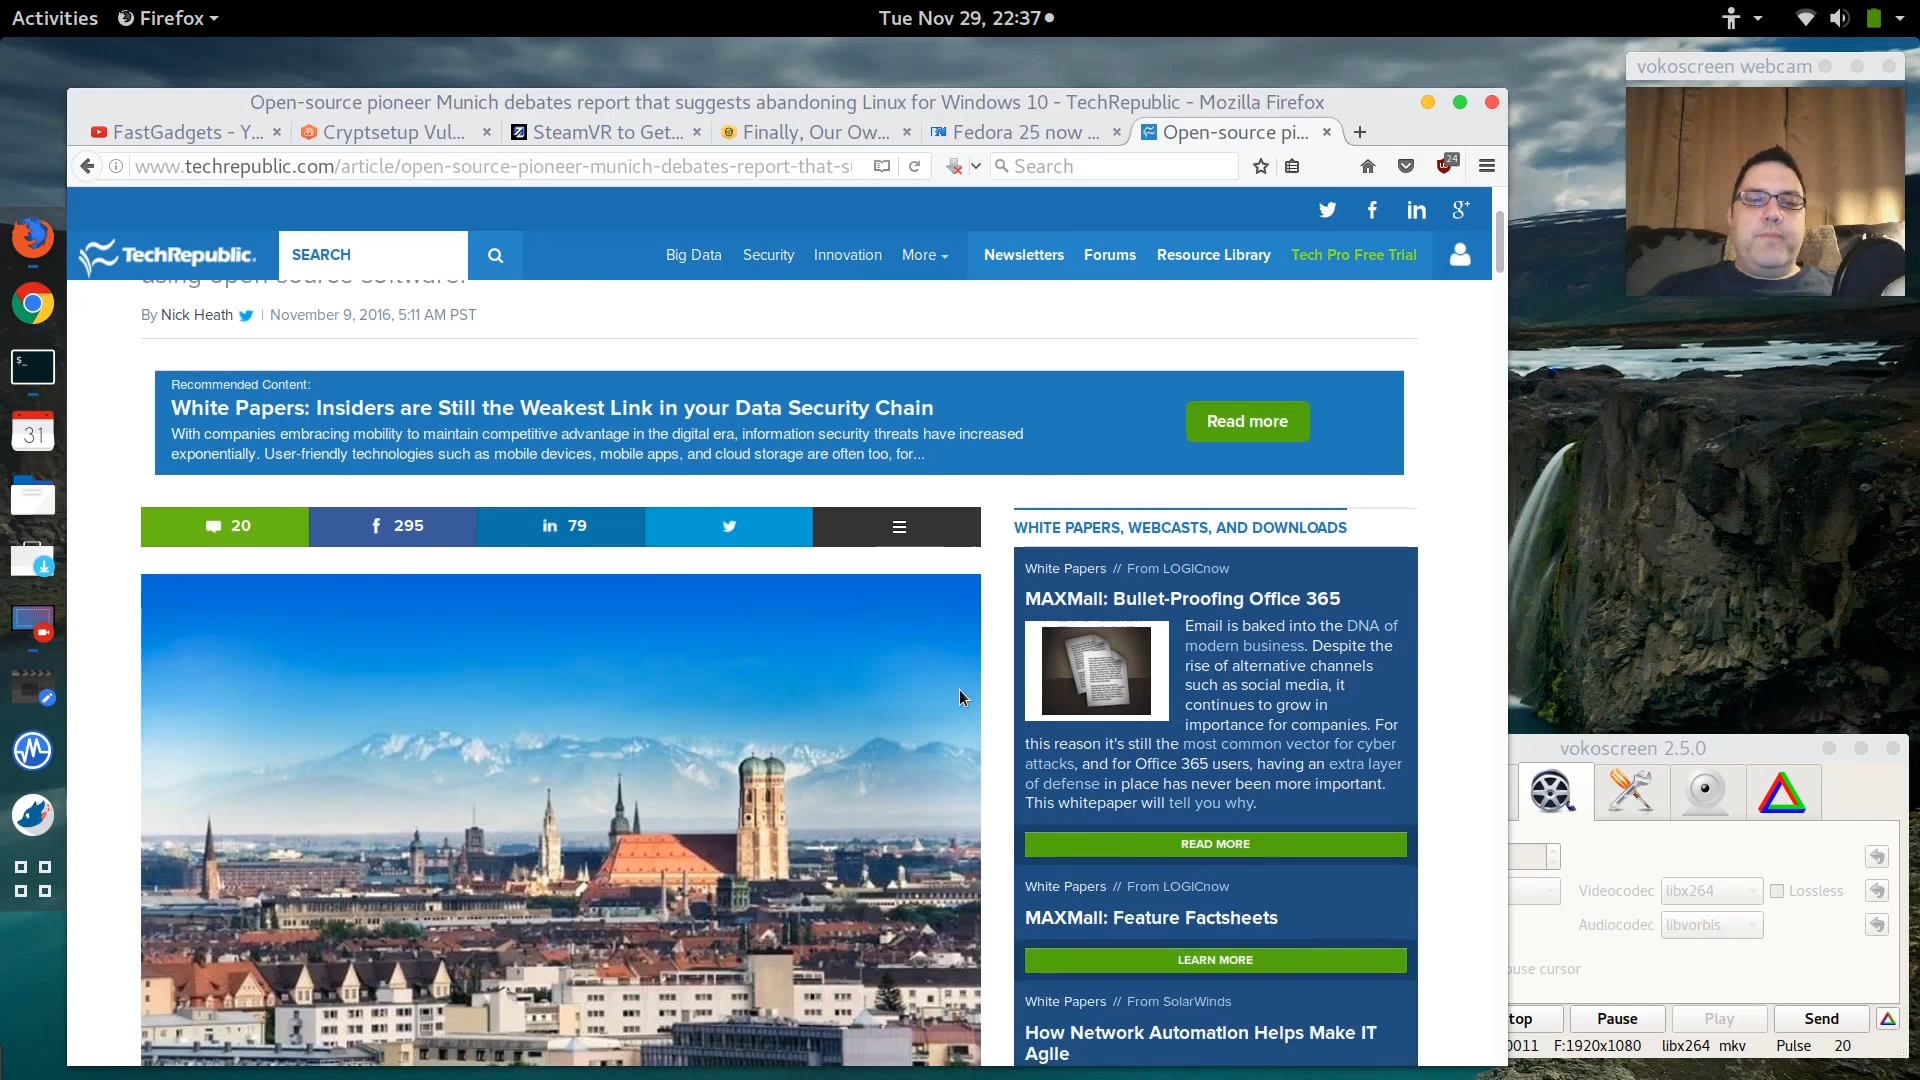 Activities Firefox Tue Nov 29, 22:37
vokoscreen webcam
Open-source pioneer Munich debates report that suggests abandoning Linux for Windows 10 - TechRepublic - Mozilla Firefox
FastGadgets - Y... Cryptsetup Vul... SteamVR to Get... Finally, Our Ow... Fedora 25 now ... Open-source pi...
www.techrepublic.com/article/open-source-pioneer-munich-debates-report-that-s Search 24
TechRepublic. SEARCH Big Data Security Innovation More Newsletters Forums Resource Library Tech Pro Free Trial
using open source software.
By Nick Heath | November 9, 2016, 5:11 AM PST
Recommended Content:
White Papers: Insiders are Still the Weakest Link in your Data Security Chain
With companies embracing mobility to maintain competitive advantage in the digital era, information security threats have increased
exponentially. User-friendly technologies such as mobile devices, mobile apps, and cloud storage are often too, for...
Read more
20 295 79
WHITE PAPERS, WEBCASTS, AND DOWNLOADS
White Papers // From LOGICnow
MAXMail: Bullet-Proofing Office 365
Email is baked into the DNA of
modern business. Despite the
rise of alternative channels
such as social media, it
continues to grow in
importance for companies. For
this reason it's still the most common vector for cyber
attacks, and for Office 365 users, having an extra layer
of defense in place has never been more important.
This whitepaper will tell you why.
READ MORE
White Papers // From LOGICnow
MAXMail: Feature Factsheets
LEARN MORE
White Papers // From SolarWinds
How Network Automation Helps Make IT
Agile
31
vokoscreen 2.5.0
Videocodec libx264 Lossless
Audiocodec libvorbis
ouse cursor
top Pause Play Send
0011 F:1920x1080 libx264 mkv Pulse 20